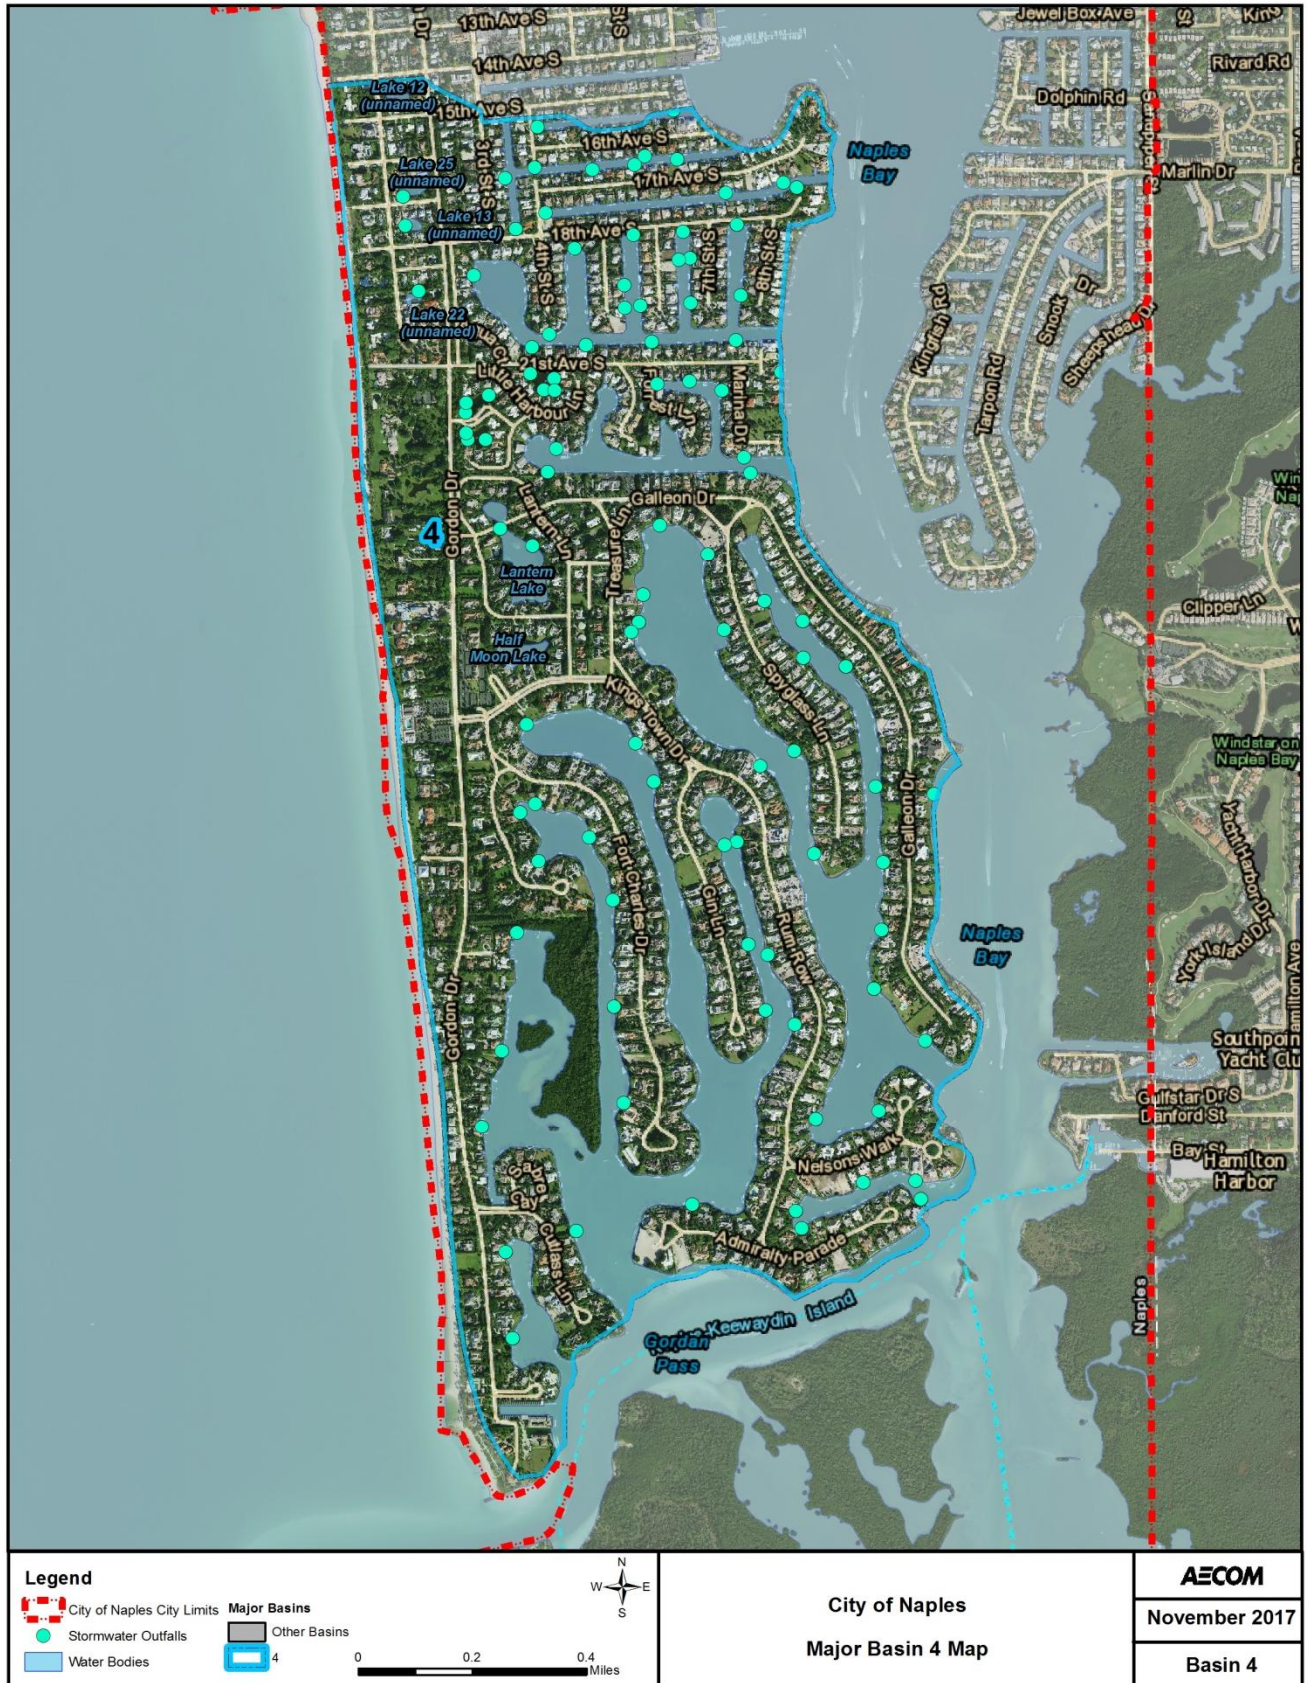 13th Ave S
Jewel Box Ave
14th Ave S
Rivard Rd
Lake 12
(unnamed)
15th Ave S
Dolphin Rd
16th Ave S
3rd St S
Naples
Bay
Lake 25
(unnamed)
17th Ave S
Marlin Dr
Lake 13
(unnamed)
18th Ave S
4th St S
7th St S
8th St S
Kingfish Rd
Tarpon Rd
Snook Dr
Sheepshead Dr
Lake 22
(unnamed)
21st Ave S
Little Harbour Ln
Forrest Ln
Marina Dr
Gordon Dr
4
Lantern Ln
Galleon Dr
Treasure Ln
Lantern
Lake
Clipper Ln
Half
Moon Lake
Kings Town Dr
Spyglass Ln
Windstar on
Naples Bay
Galleon Dr
Yacht Harbor Dr
Fort Charles Dr
Gin Ln
Rum Row
Naples
Bay
York Island Dr
Hamilton Ave
Gordon Dr
Southpoint
Yacht Club
Gulfstar Dr S
Danford St
Nelsons Walk
Bay St
Hamilton
Harbor
Sabre Cay
Cutlass Ln
Admiralty Parade
Keewaydin Island
Gordan
Pass
Naples
Legend
City of Naples City Limits
Stormwater Outfalls
Water Bodies
Major Basins
Other Basins
4
N
W E
S
0 0.2 0.4
Miles
City of Naples
Major Basin 4 Map
AECOM
November 2017
Basin 4